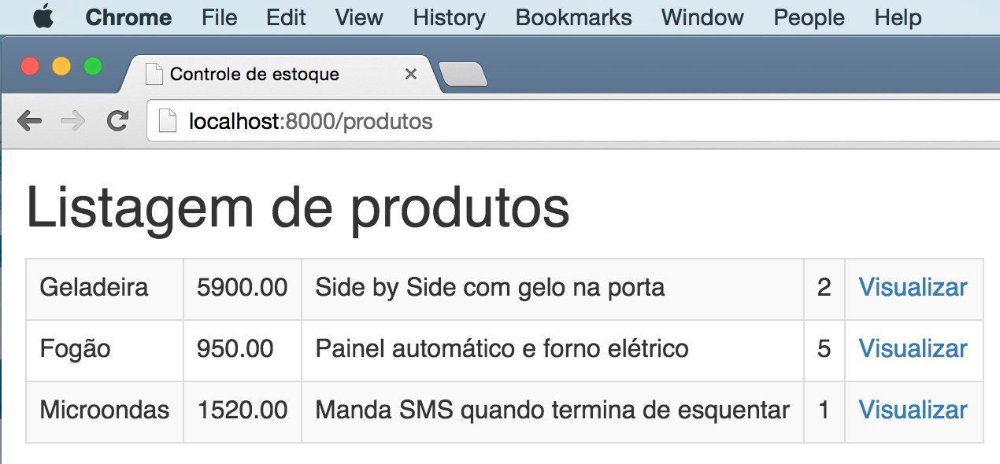 Chrome File Edit View History Bookmarks Window People Help
Controle de estoque
localhost:8000/produtos
Listagem de produtos
Geladeira 5900.00 Side by Side com gelo na porta 2 Visualizar
Fogão 950.00 Painel automático e forno elétrico 5 Visualizar
Microondas 1520.00 Manda SMS quando termina de esquentar 1 Visualizar